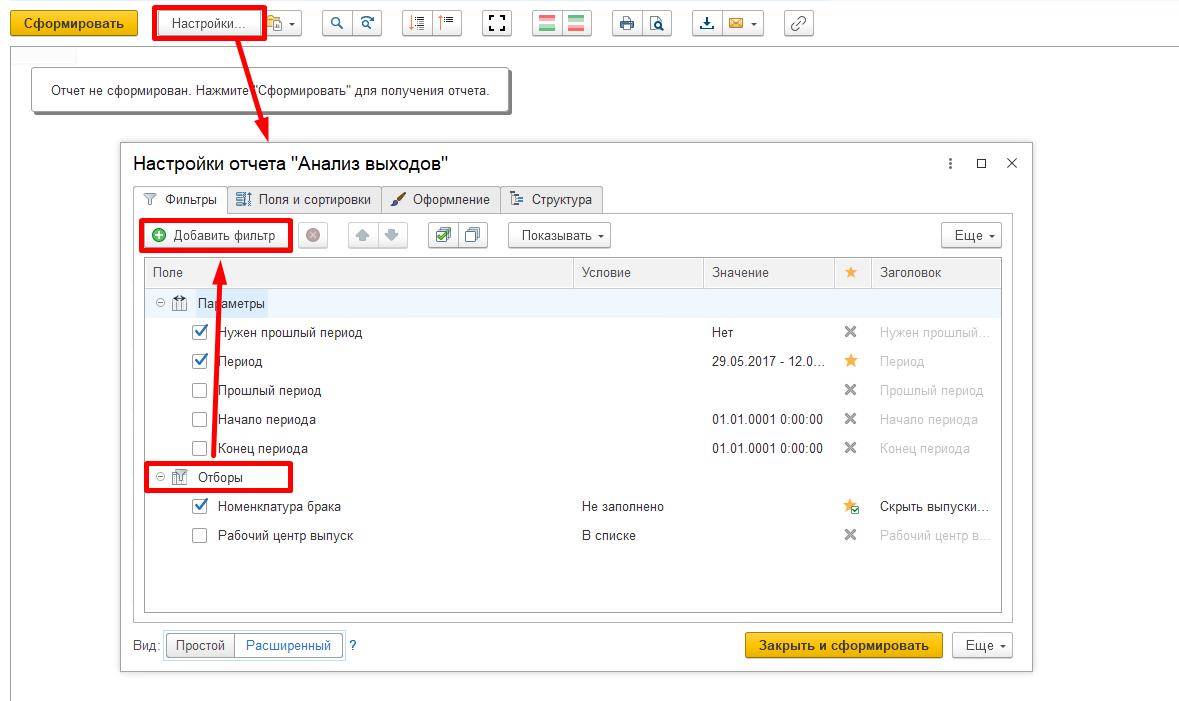 Сформировать Настройки...
Отчет не сформирован. Нажмите "Сформировать" для получения отчета.
Настройки отчета "Анализ выходов"
Фильтры Поля и сортировки Оформление Структура
Добавить фильтр Показывать Еще
Поле Условие Значение Заголовок
Параметры
Нужен прошлый период Нет Нужен прошлый...
Период 29.05.2017 - 12.0... Период
Прошлый период Прошлый период
Начало периода 01.01.0001 0:00:00 Начало периода
Конец периода 01.01.0001 0:00:00 Конец периода
Отборы
Номенклатура брака Не заполнено Скрыть выпуски...
Рабочий центр выпуск В списке Рабочий центр в...
Вид: Простой Расширенный ? Закрыть и сформировать Еще